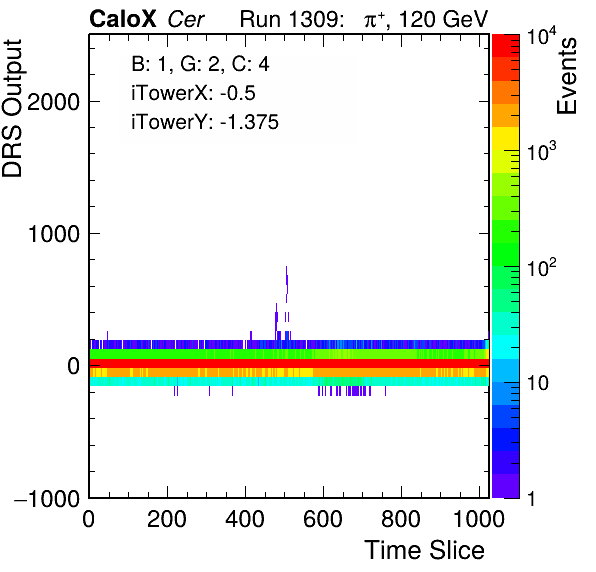 CaloX Cer Run 1309: π⁺, 120 GeV
B: 1, G: 2, C: 4
iTowerX: -0.5
iTowerY: -1.375
DRS Output
2000
1000
0
−1000
0 200 400 600 800 1000
Time Slice
10⁴
10³
10²
10
1
Events